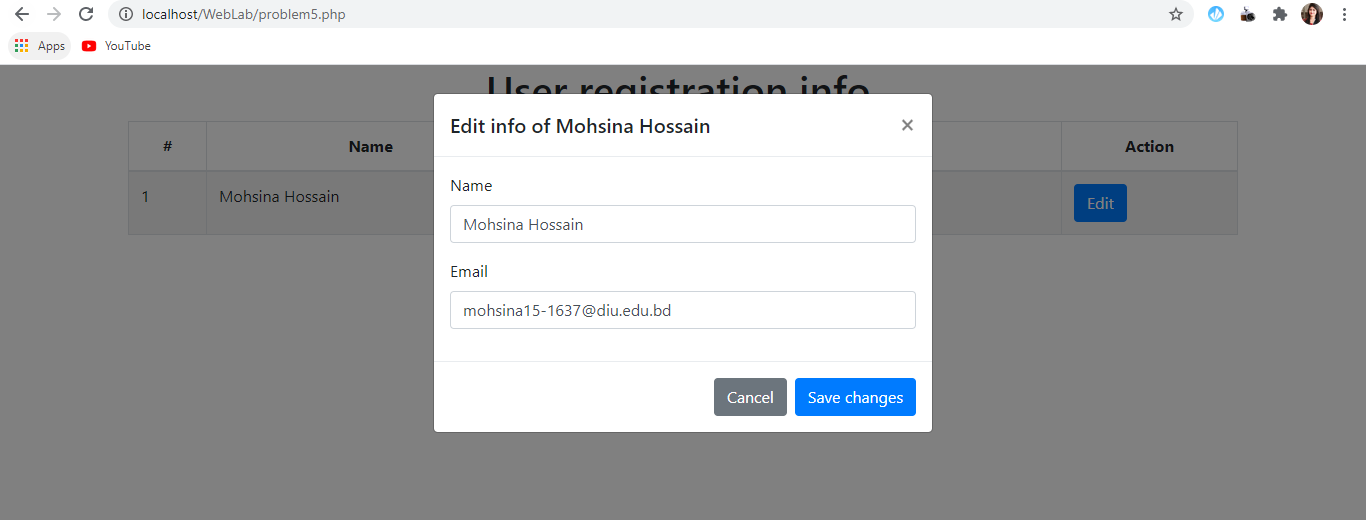 localhost/WebLab/problem5.php
Apps YouTube
User registration info
Edit info of Mohsina Hossain ×
# Name Action
Name
1 Mohsina Hossain Edit
Mohsina Hossain
Email
mohsina15-1637@diu.edu.bd
Cancel Save changes